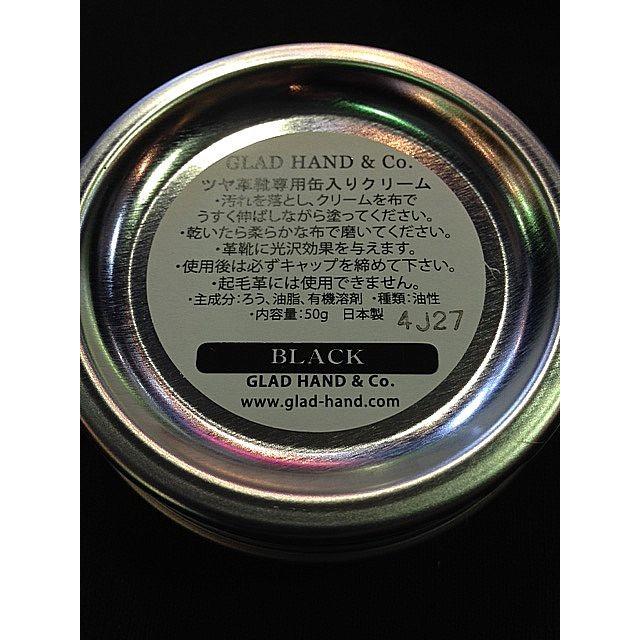 GLAD HAND & Co.
ツヤ革靴専用缶入りクリーム
・汚れを落とし、クリームを布で
うすく伸ばしながら塗ってください。
・乾いたら柔らかな布で磨いてください。
・革靴に光沢効果を与えます。
・使用後は必ずキャップを締めて下さい。
・起毛革には使用できません。
・主成分：ろう、油脂、有機溶剤 ・種類：油性
・内容量：50g 日本製 4J27
BLACK
GLAD HAND & Co.
www.glad-hand.com